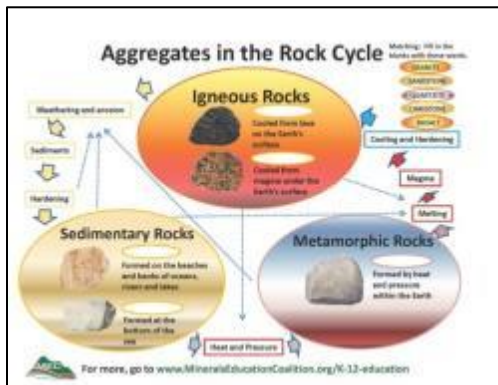 Aggregates in the Rock Cycle
Matching: Fill in the
blanks with these words.
GRANITE
SANDSTONE
QUARTZITE
LIMESTONE
BASALT
Igneous Rocks
Cooled from lava
on the Earth's
surface
Cooled from
magma under the
Earth's surface
Weathering and erosion
Sediments
Hardening
Cooling and Hardening
Magma
Melting
Sedimentary Rocks
Formed on the beaches
and banks of oceans,
rivers and lakes
Formed at the
bottom of the
sea
Metamorphic Rocks
Formed by heat
and pressure
within the Earth
Heat and Pressure
MEC
For more, go to www.MineralsEducationCoalition.org/K-12-education